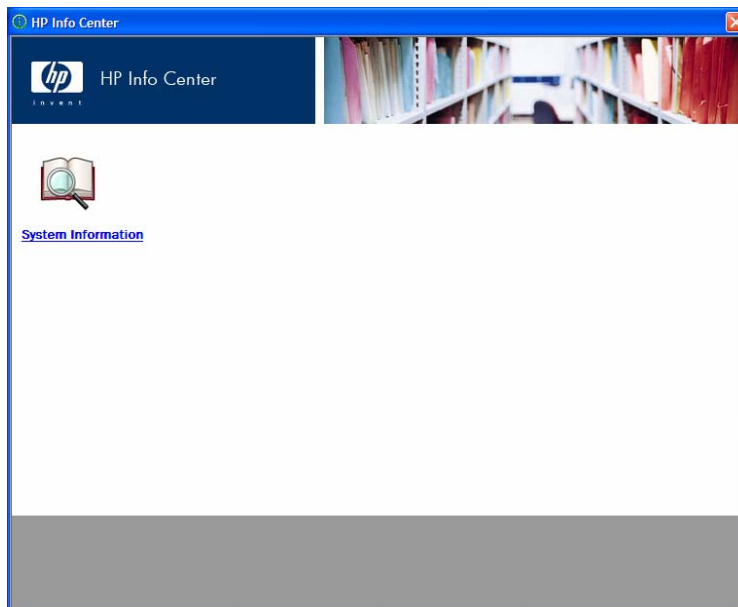 HP Info Center
hp
HP Info Center
invent
System Information